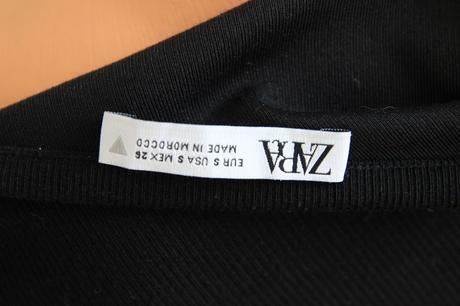 ZARA
EUR S USA S MEX 26
MADE IN MOROCCO